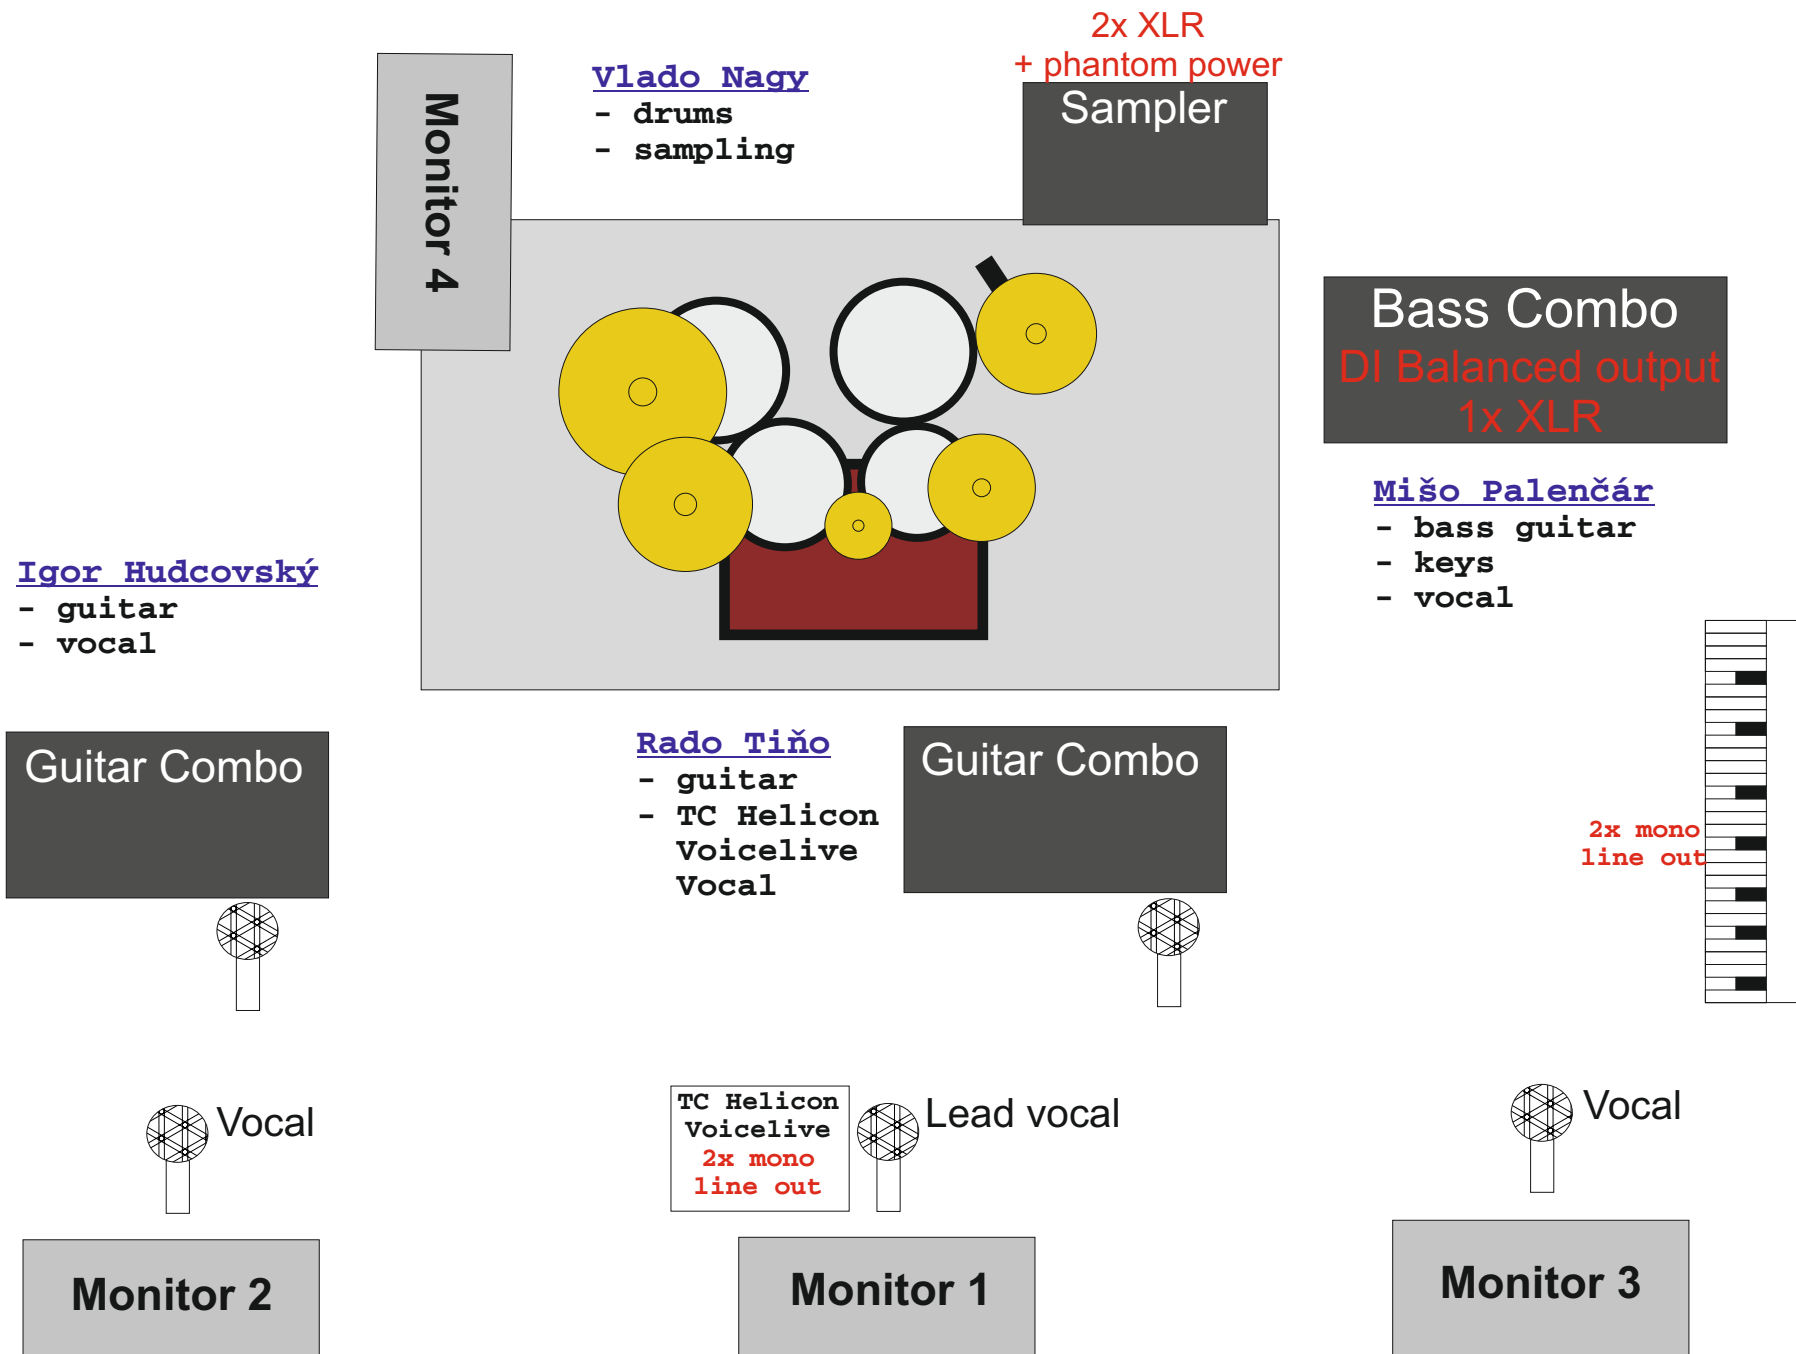 2x XLR
+ phantom power
Sampler
Vlado Nagy
- drums
- sampling
Monitor 4
Bass Combo
DI Balanced output
1x XLR
Mišo Palenčár
- bass guitar
- keys
- vocal
Igor Hudcovský
- guitar
- vocal
Guitar Combo
Rado Tiňo
- guitar
- TC Helicon
Voicelive
Vocal
Guitar Combo
2x mono
line out
Vocal
TC Helicon
Voicelive
2x mono
line out
Lead vocal
Vocal
Monitor 2
Monitor 1
Monitor 3